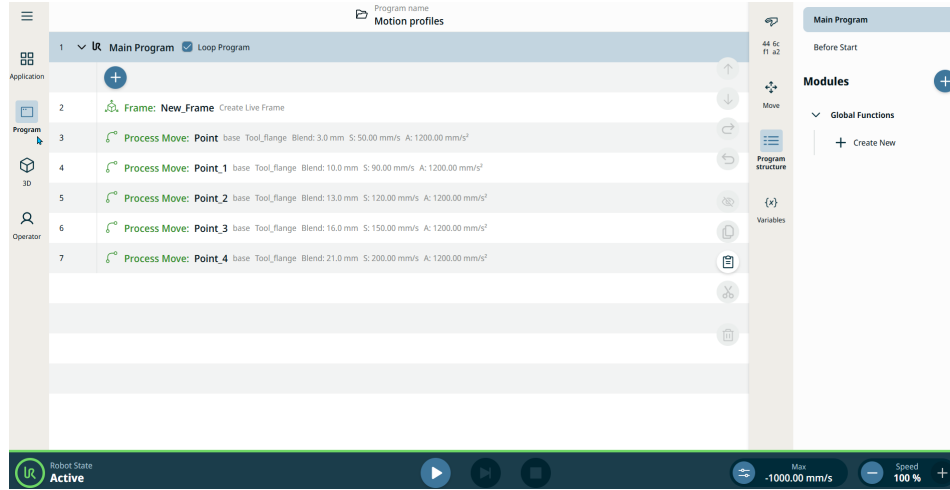 Program name
Motion profiles
Application
Program
3D
Operator
1 Main Program Loop Program
2 Frame: New_Frame Create Live Frame
3 Process Move: Point base Tool_flange Blend: 3.0 mm S: 50.00 mm/s A: 1200.00 mm/s²
4 Process Move: Point_1 base Tool_flange Blend: 10.0 mm S: 90.00 mm/s A: 1200.00 mm/s²
5 Process Move: Point_2 base Tool_flange Blend: 13.0 mm S: 120.00 mm/s A: 1200.00 mm/s²
6 Process Move: Point_3 base Tool_flange Blend: 16.0 mm S: 150.00 mm/s A: 1200.00 mm/s²
7 Process Move: Point_4 base Tool_flange Blend: 21.0 mm S: 200.00 mm/s A: 1200.00 mm/s²
44 6c
f1 a2
Move
Program
structure
{x}
Variables
Main Program
Before Start
Modules
Global Functions
Create New
Robot State
Active
Max
-1000.00 mm/s
Speed
100 %